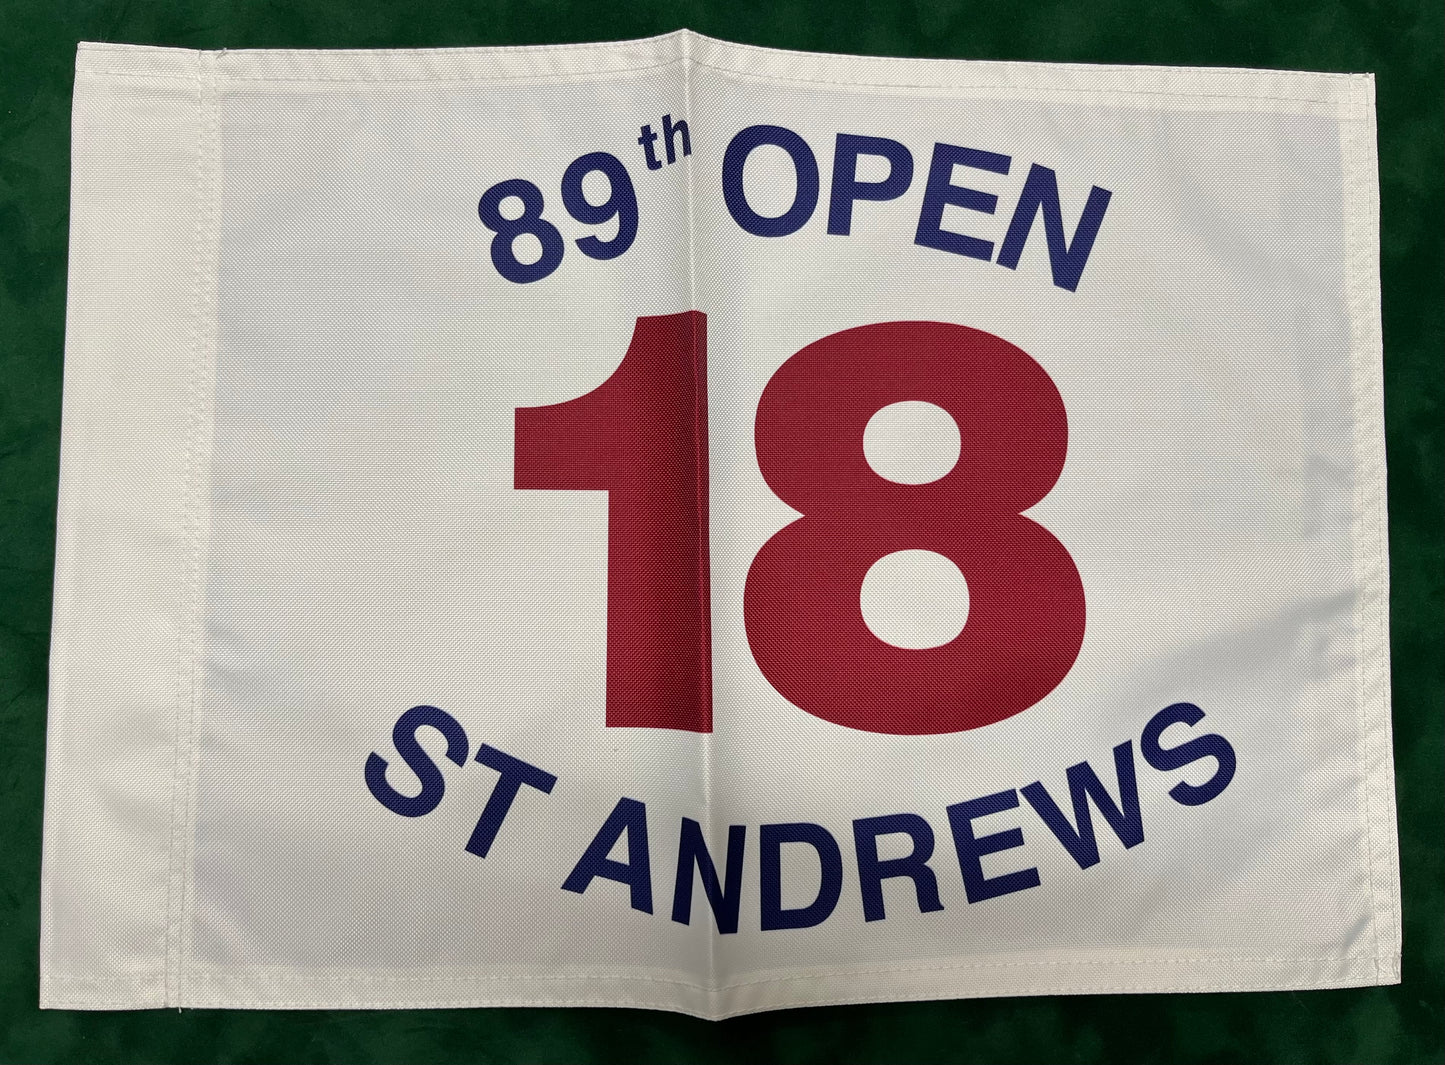 89th OPEN
18
ST ANDREWS